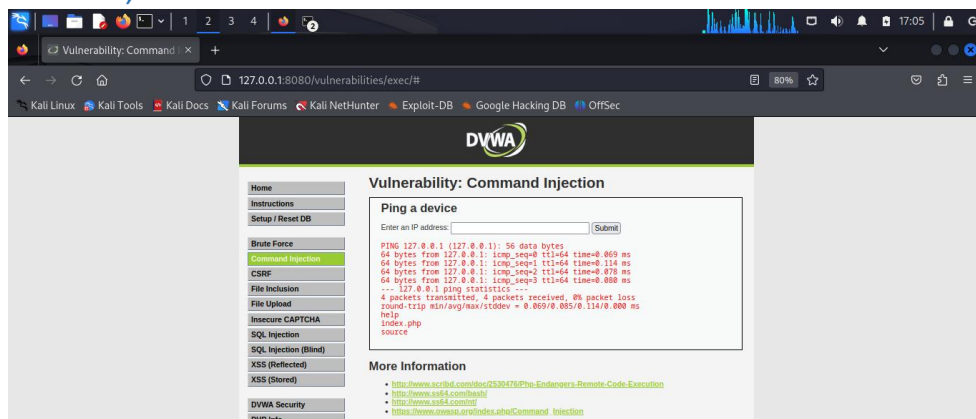 1 2 3 4 2 17:05
Vulnerability: Command I × +
127.0.0.1:8080/vulnerabilities/exec/# 80%
Kali Linux Kali Tools Kali Docs Kali Forums Kali NetHunter Exploit-DB Google Hacking DB OffSec
DVWA
Home
Instructions
Setup / Reset DB
Brute Force
Command Injection
CSRF
File Inclusion
File Upload
Insecure CAPTCHA
SQL Injection
SQL Injection (Blind)
XSS (Reflected)
XSS (Stored)
DVWA Security
Vulnerability: Command Injection
Ping a device
Enter an IP address: Submit
PING 127.0.0.1 (127.0.0.1): 56 data bytes
64 bytes from 127.0.0.1: icmp_seq=0 ttl=64 time=0.069 ms
64 bytes from 127.0.0.1: icmp_seq=1 ttl=64 time=0.114 ms
64 bytes from 127.0.0.1: icmp_seq=2 ttl=64 time=0.078 ms
64 bytes from 127.0.0.1: icmp_seq=3 ttl=64 time=0.080 ms
--- 127.0.0.1 ping statistics ---
4 packets transmitted, 4 packets received, 0% packet loss
round-trip min/avg/max/stddev = 0.069/0.085/0.114/0.000 ms
help
index.php
source
More Information
http://www.scribd.com/doc/2530476/Php-Endangers-Remote-Code-Execution
http://www.ss64.com/bash/
http://www.ss64.com/nt/
https://www.owasp.org/index.php/Command_Injection